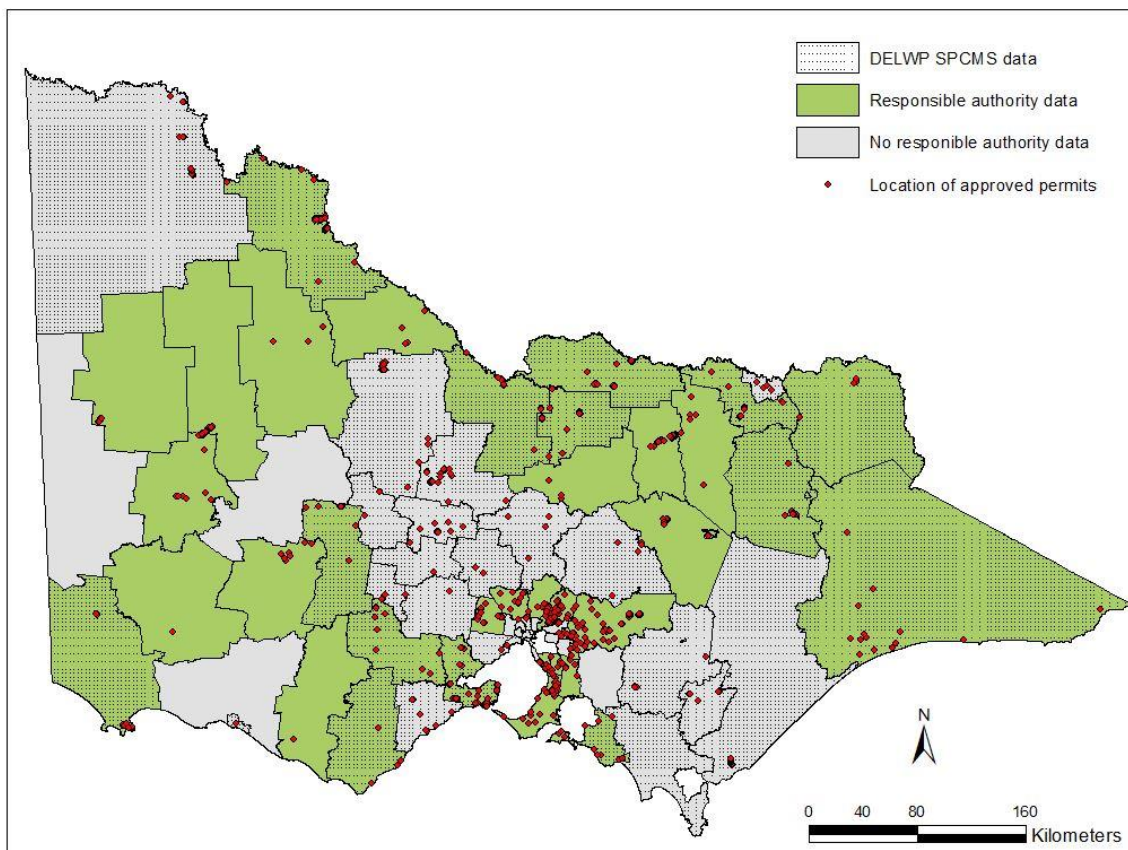 DELWP SPCMS data
Responsible authority data
No responible authority data
Location of approved permits
N
0 40 80 160
Kilometers